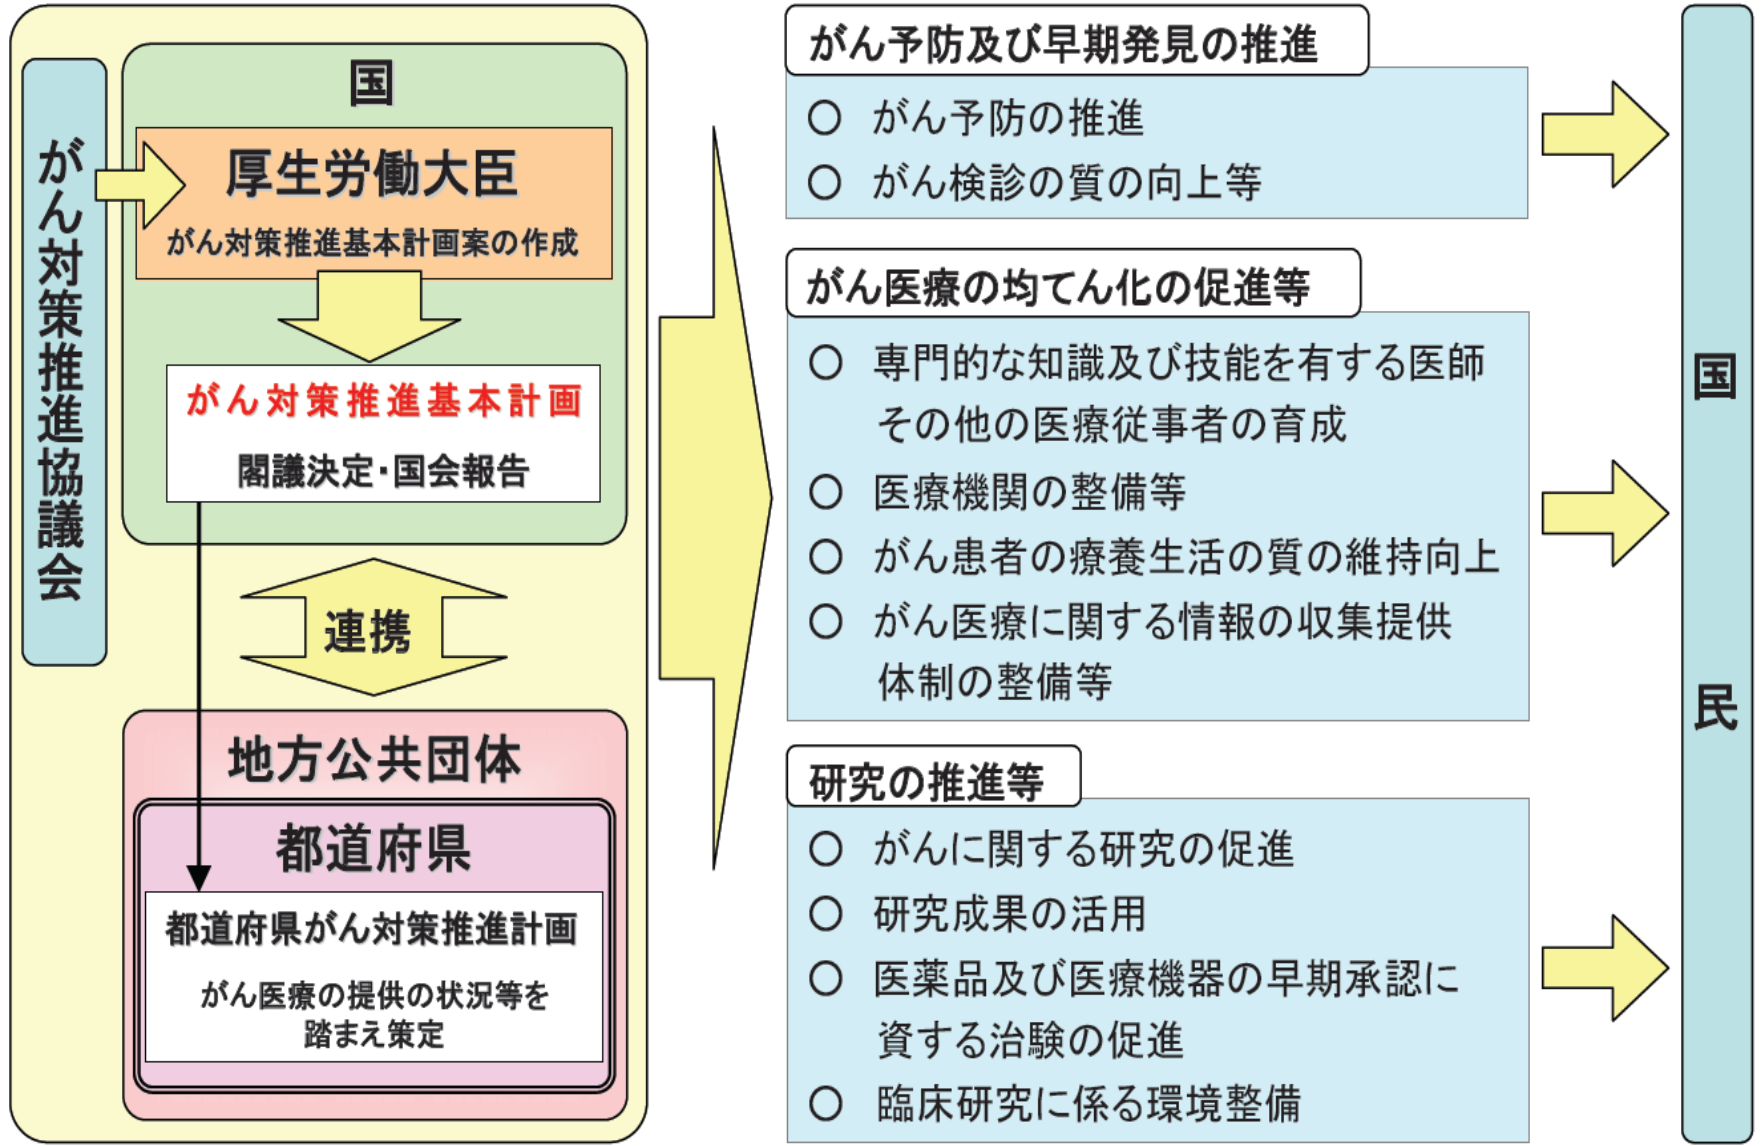 がん対策推進協議会
国
厚生労働大臣
がん対策推進基本計画案の作成
がん対策推進基本計画
閣議決定・国会報告
連携
地方公共団体
都道府県
都道府県がん対策推進計画
がん医療の提供の状況等を
踏まえ策定
がん予防及び早期発見の推進
○ がん予防の推進
○ がん検診の質の向上等
がん医療の均てん化の促進等
○ 専門的な知識及び技能を有する医師
その他の医療従事者の育成
○ 医療機関の整備等
○ がん患者の療養生活の質の維持向上
○ がん医療に関する情報の収集提供
体制の整備等
研究の推進等
○ がんに関する研究の促進
○ 研究成果の活用
○ 医薬品及び医療機器の早期承認に
資する治験の促進
○ 臨床研究に係る環境整備
国民